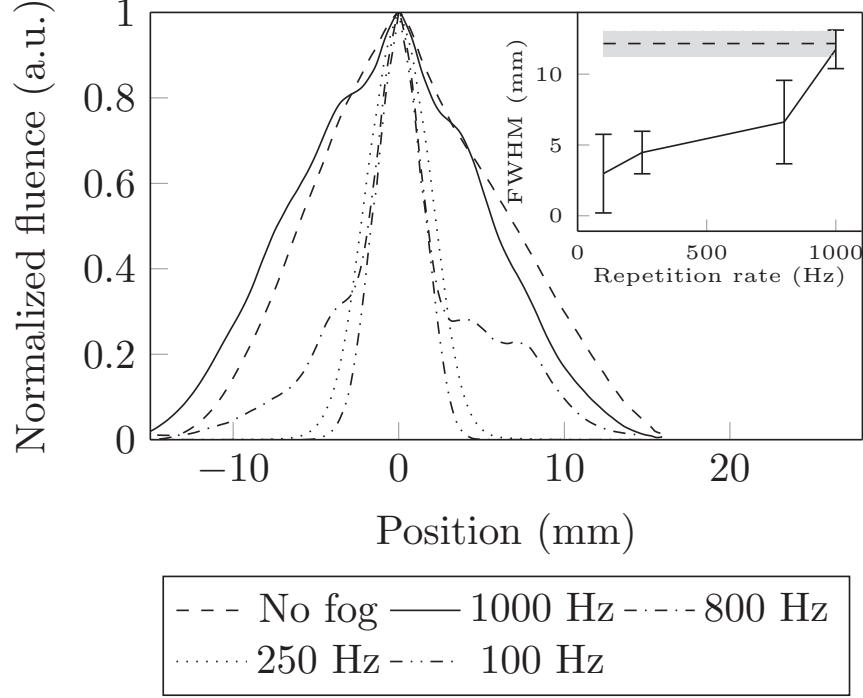 Normalized fluence (a.u.)
1
0.8
0.6
0.4
0.2
0
−10
0
10
20
Position (mm)
FWHM (mm)
10
5
0
0
500
1000
Repetition rate (Hz)
No fog 1000 Hz 800 Hz
250 Hz 100 Hz